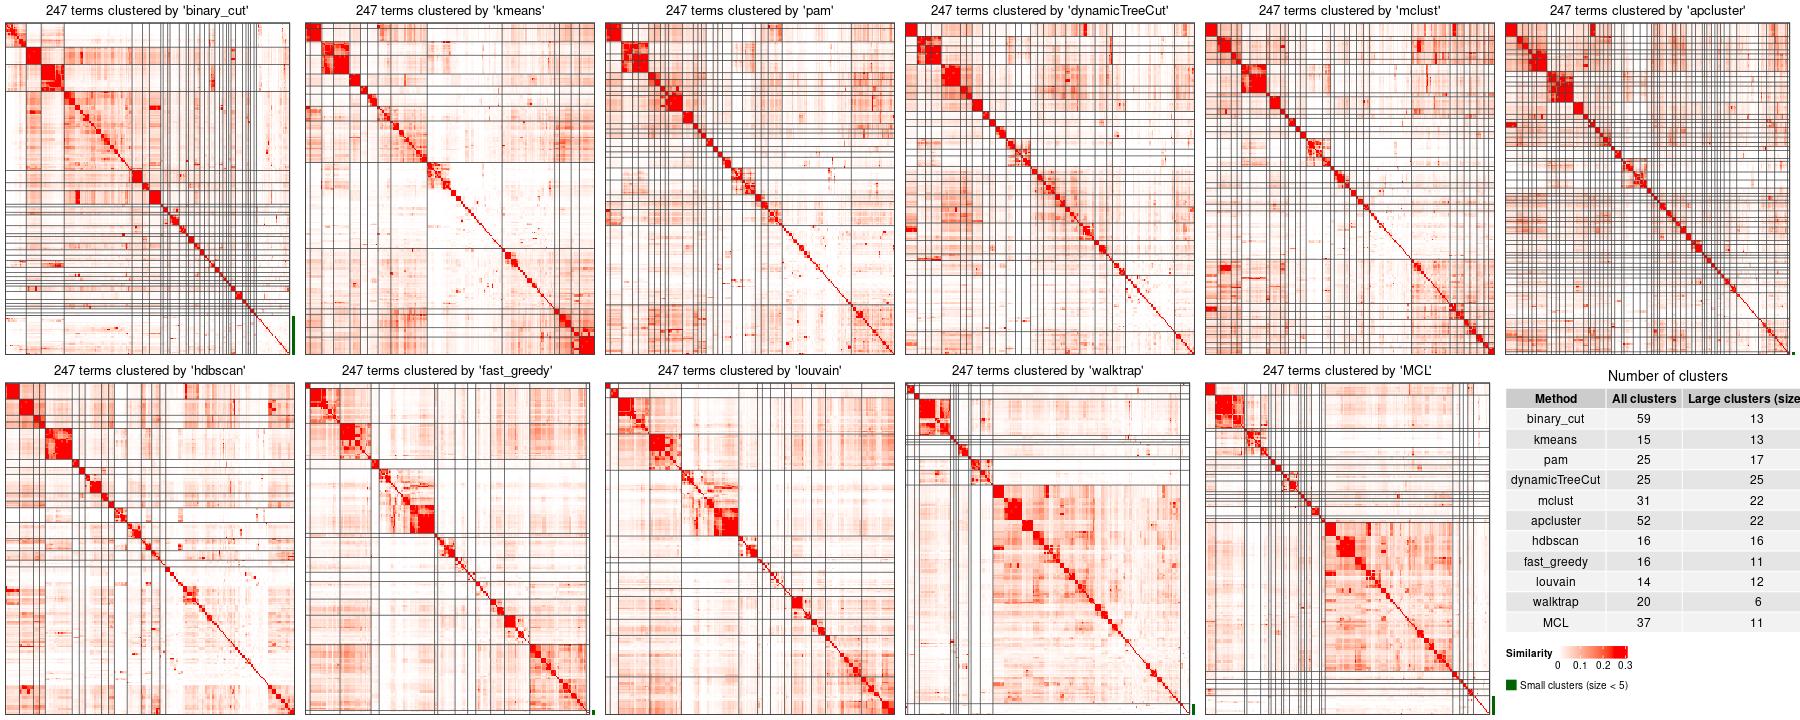 247 terms clustered by 'binary_cut'
247 terms clustered by 'kmeans'
247 terms clustered by 'pam'
247 terms clustered by 'dynamicTreeCut'
247 terms clustered by 'mclust'
247 terms clustered by 'apcluster'
247 terms clustered by 'hdbscan'
247 terms clustered by 'fast_greedy'
247 terms clustered by 'louvain'
247 terms clustered by 'walktrap'
247 terms clustered by 'MCL'
Number of clusters
Method All clusters Large clusters (size
binary_cut 59 13
kmeans 15 13
pam 25 17
dynamicTreeCut 25 25
mclust 31 22
apcluster 52 22
hdbscan 16 16
fast_greedy 16 11
louvain 14 12
walktrap 20 6
MCL 37 11
Similarity
0 0.1 0.2 0.3
Small clusters (size < 5)